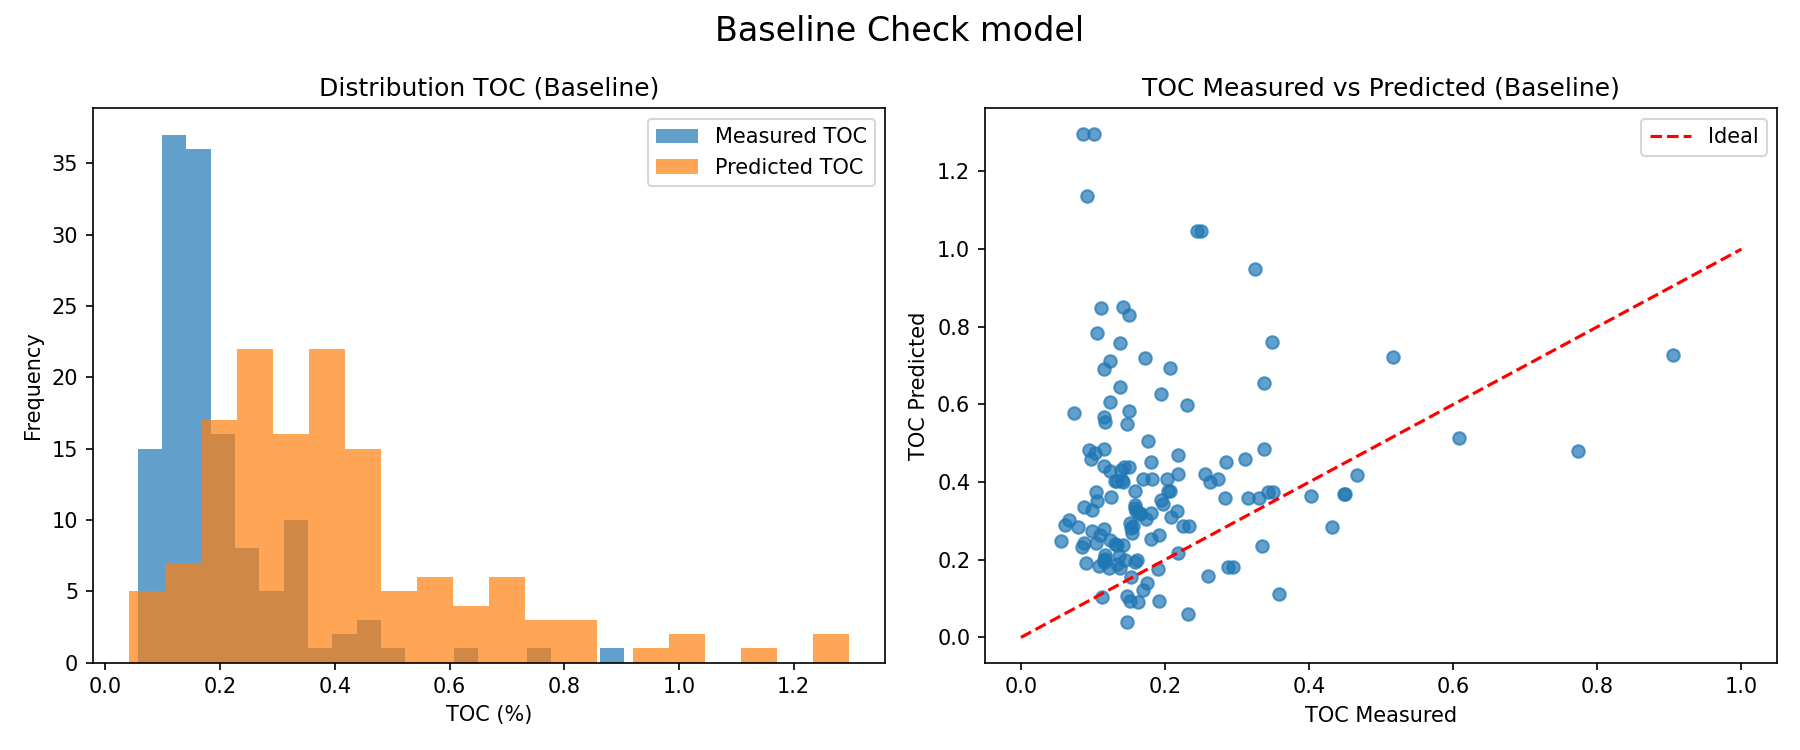 Baseline Check model
Distribution TOC (Baseline)
Measured TOC
Predicted TOC
Frequency
35
30
25
20
15
10
5
0
0.0 0.2 0.4 0.6 0.8 1.0 1.2
TOC (%)
TOC Measured vs Predicted (Baseline)
Ideal
TOC Predicted
1.2
1.0
0.8
0.6
0.4
0.2
0.0
0.0 0.2 0.4 0.6 0.8 1.0
TOC Measured